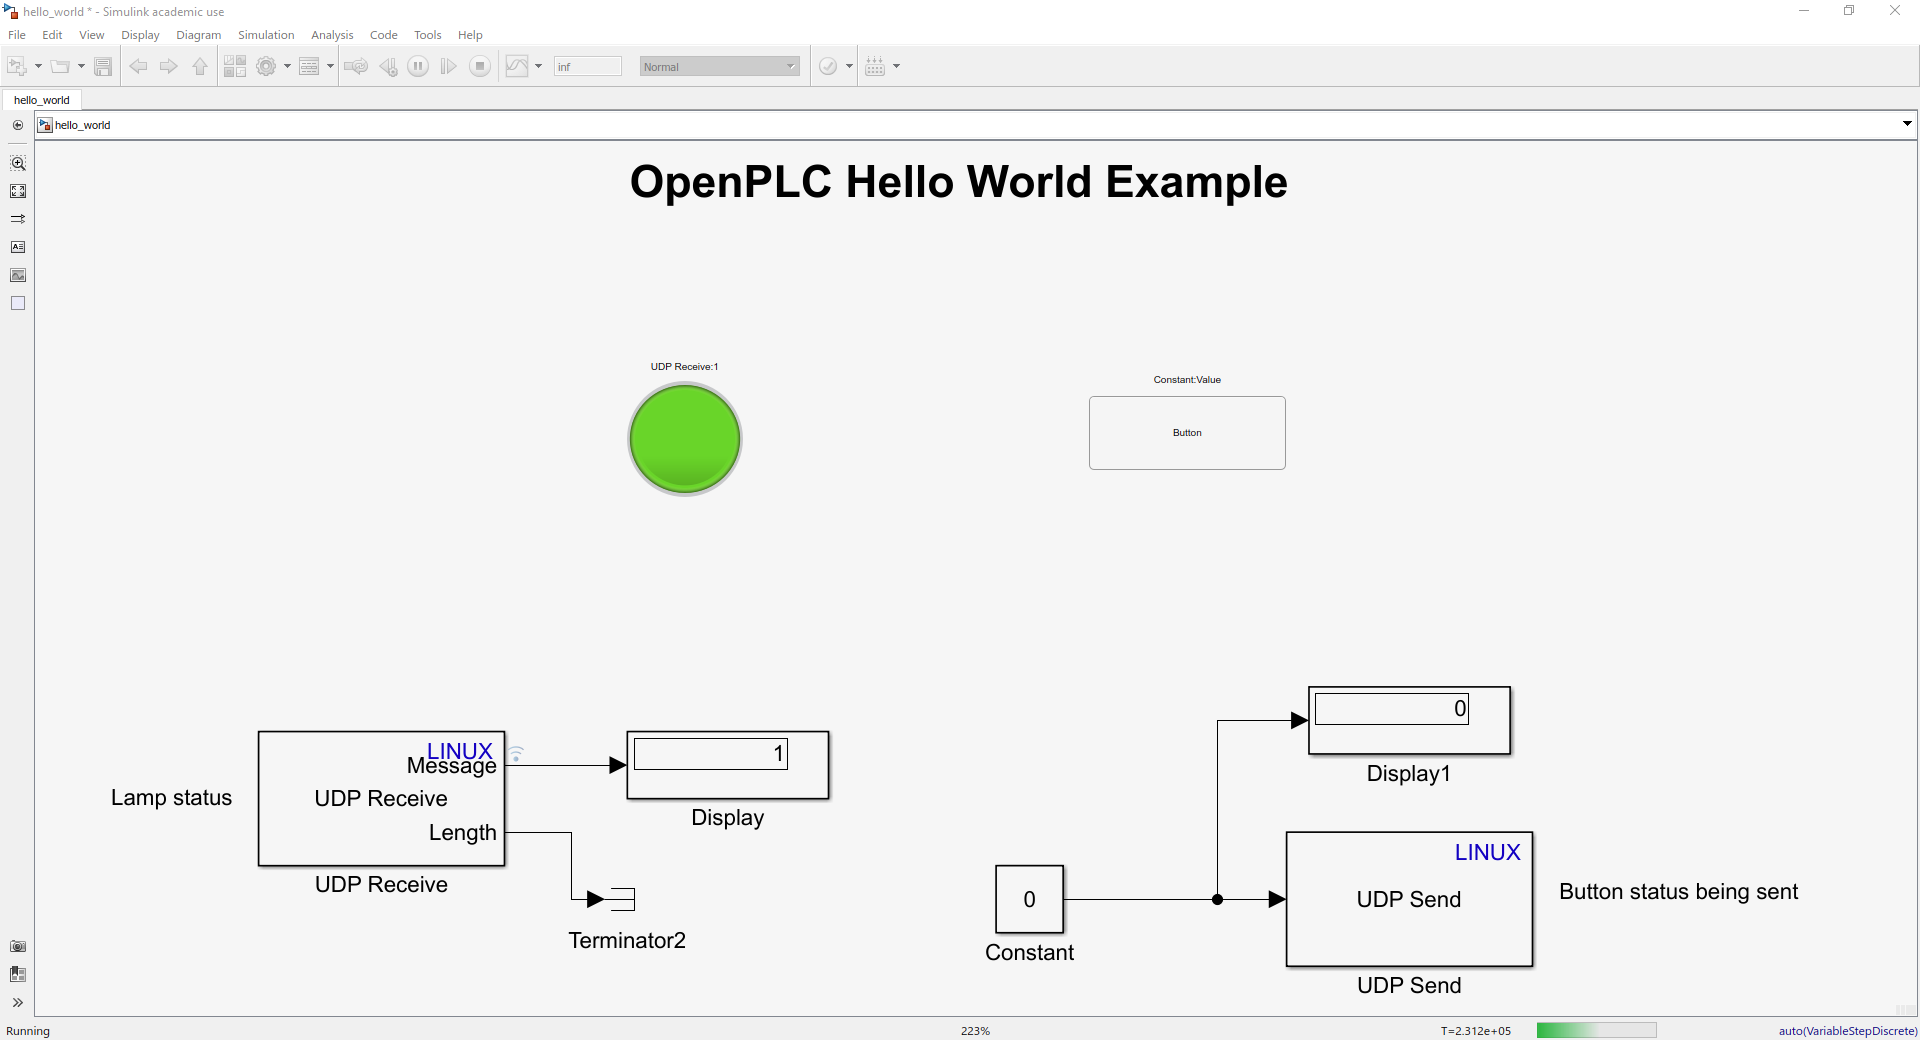 hello_world * - Simulink academic use
File Edit View Display Diagram Simulation Analysis Code Tools Help
inf Normal
hello_world
hello_world
OpenPLC Hello World Example
UDP Receive:1
Constant:Value
Button
0
Display1
LINUX
Message
UDP Receive
Length
UDP Receive
Lamp status
1
Display
Terminator2
0
Constant
LINUX
UDP Send
UDP Send
Button status being sent
Running 223% T=2.312e+05 auto(VariableStepDiscrete)